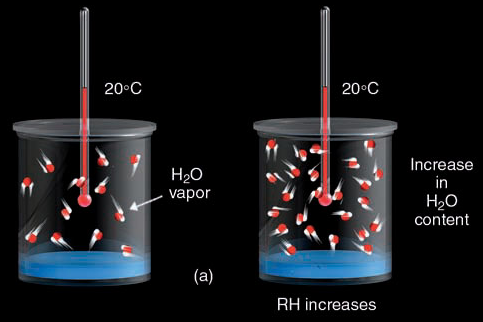 20°C
20°C
H₂O
vapor
Increase
in
H₂O
content
(a)
RH increases